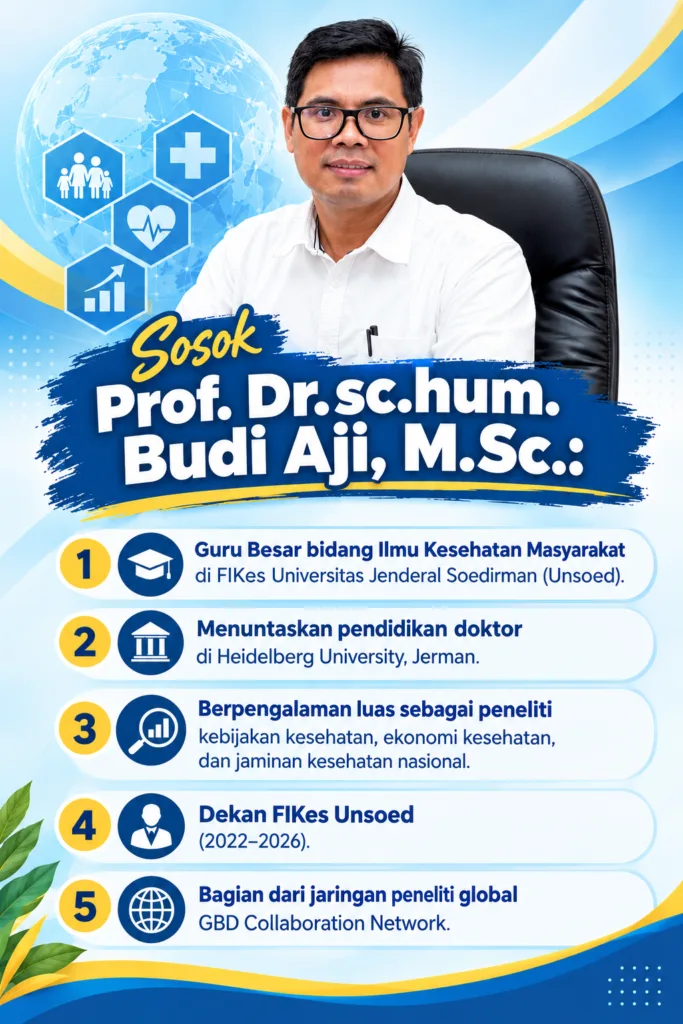 Sosok
Prof. Dr.sc.hum.
Budi Aji, M.Sc.:
1
Guru Besar bidang Ilmu Kesehatan Masyarakat
di FIKes Universitas Jenderal Soedirman (Unsoed).
2
Menuntaskan pendidikan doktor
di Heidelberg University, Jerman.
3
Berpengalaman luas sebagai peneliti
kebijakan kesehatan, ekonomi kesehatan,
dan jaminan kesehatan nasional.
4
Dekan FIKes Unsoed
(2022–2026).
5
Bagian dari jaringan peneliti global
GBD Collaboration Network.